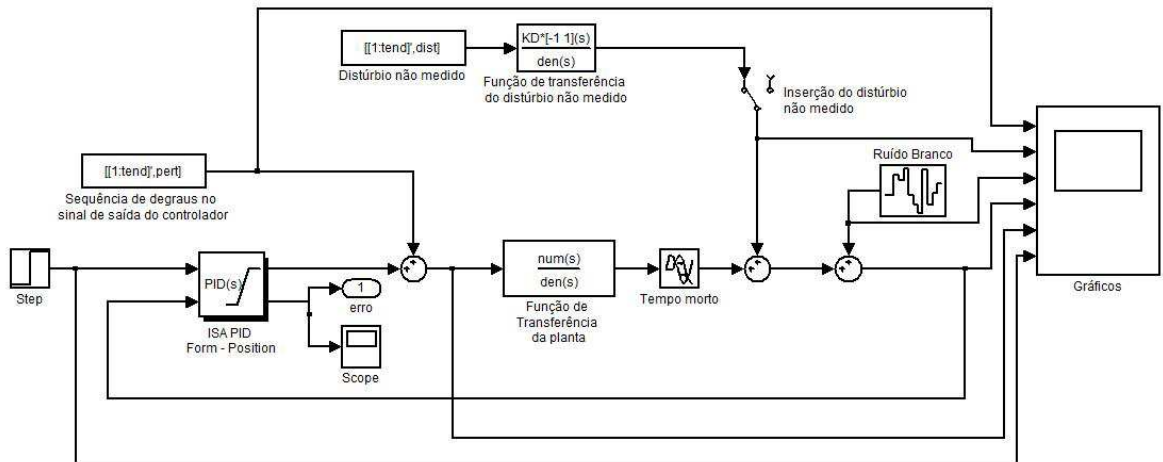 [[1:tend]',dist]
Distúrbio não medido
KD*[-1 1](s)
den(s)
Função de transferência
do distúrbio não medido
Inserção do distúrbio
não medido
[[1:tend]',pert]
Sequência de degraus no
sinal de saída do controlador
Ruído Branco
Step
PID(s)
ISA PID
Form - Position
1
erro
Scope
num(s)
den(s)
Função de
Transferência
da planta
Tempo morto
Gráficos